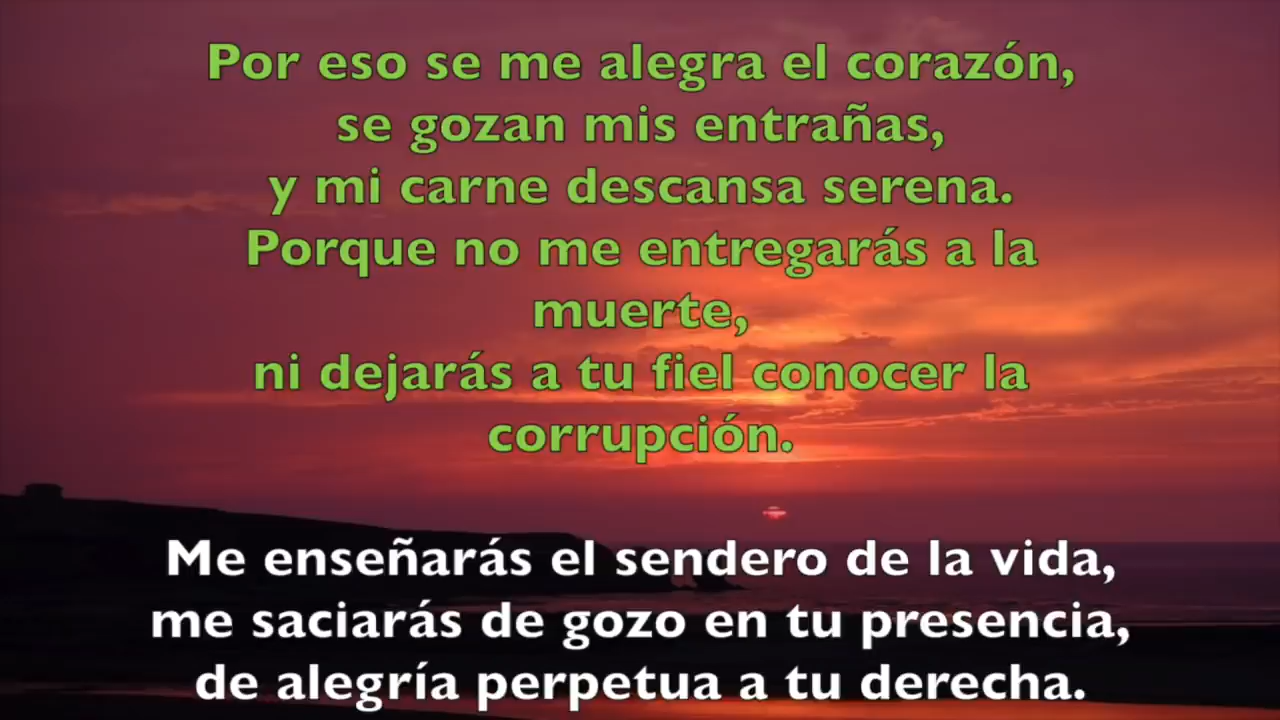 Por eso se me alegra el corazón,
se gozan mis entrañas,
y mi carne descansa serena.
Porque no me entregarás a la
muerte,
ni dejarás a tu fiel conocer la
corrupción.
Me enseñarás el sendero de la vida,
me saciarás de gozo en tu presencia,
de alegría perpetua a tu derecha.